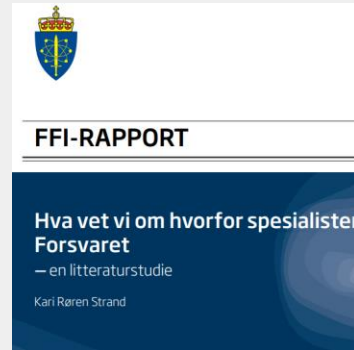 FFI-RAPPORT
Hva vet vi om hvorfor spesialister
Forsvaret
— en litteraturstudie
Kari Røren Strand